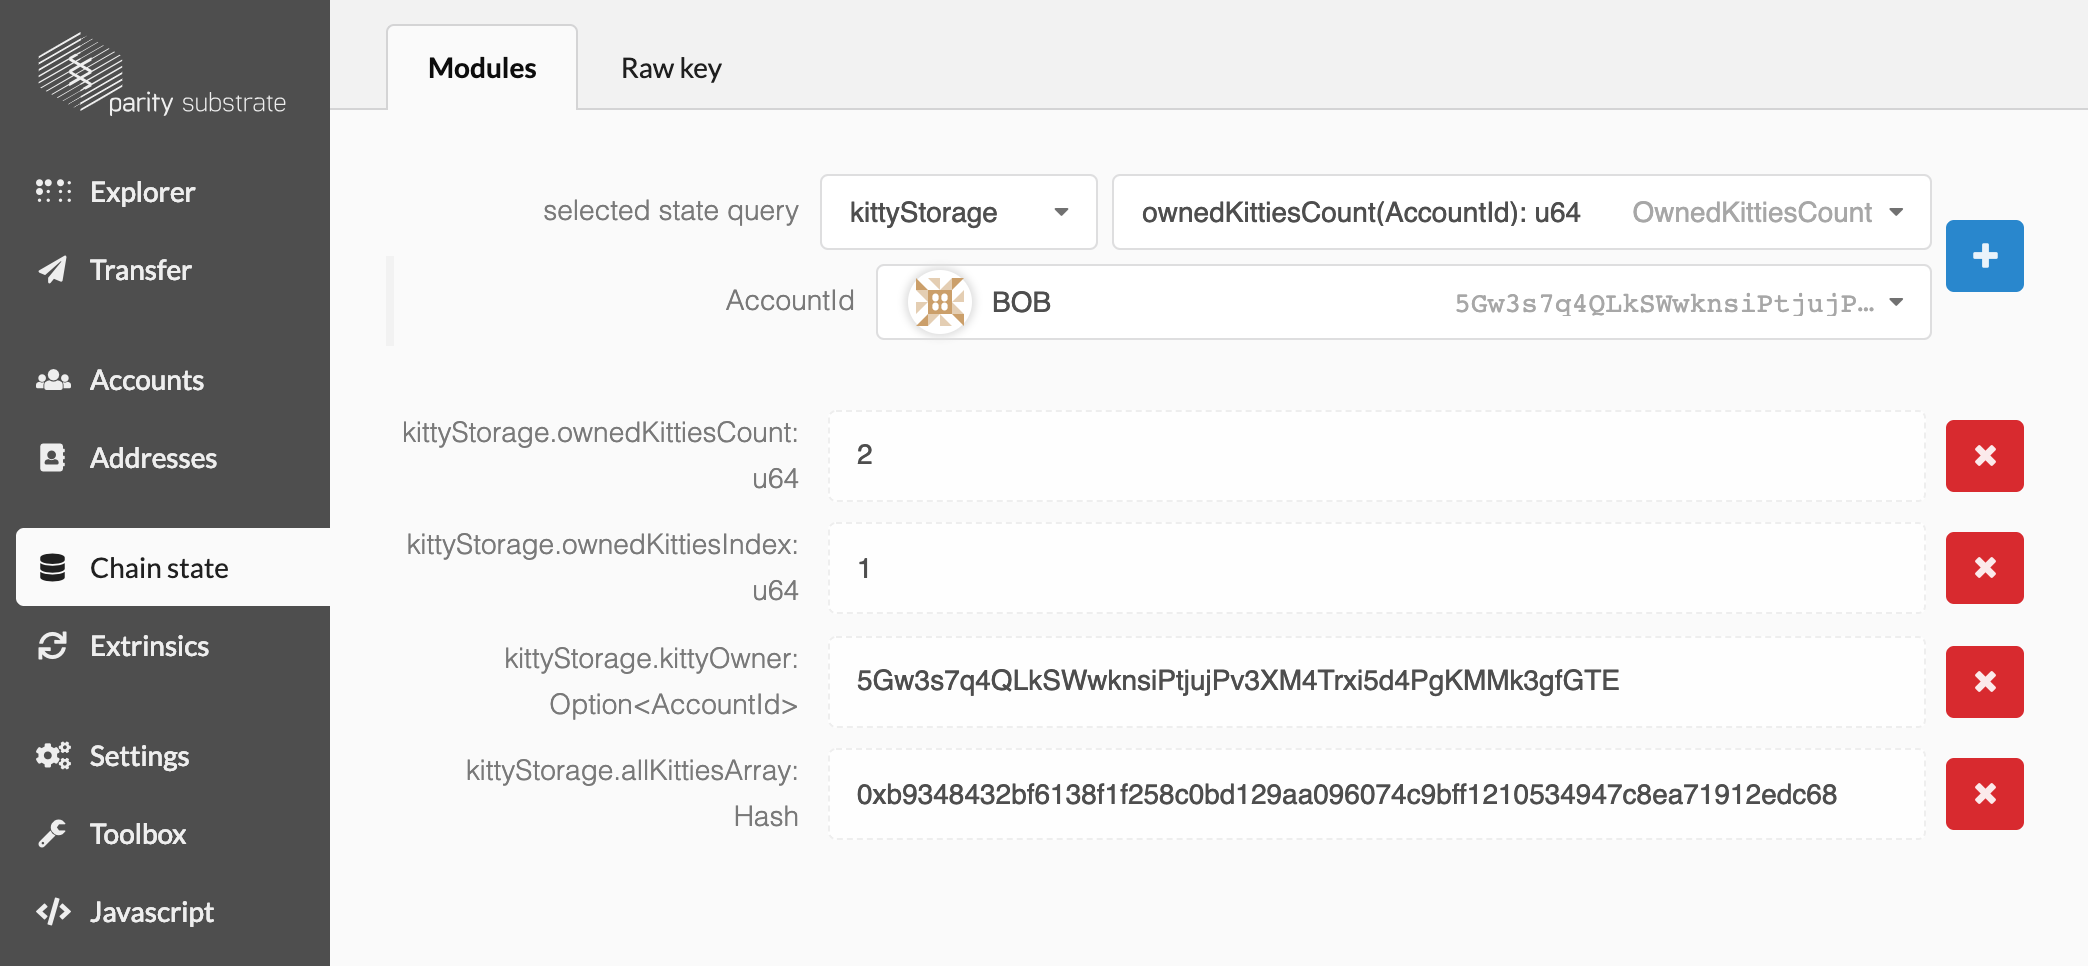 parity substrate
Explorer
Transfer
Accounts
Addresses
Chain state
Extrinsics
Settings
Toolbox
Javascript
Modules
Raw key
selected state query
kittyStorage
ownedKittiesCount(AccountId): u64
OwnedKittiesCount
AccountId
BOB
5Gw3s7q4QLkSWwknsiPtjujP…
kittyStorage.ownedKittiesCount:
u64
2
kittyStorage.ownedKittiesIndex:
u64
1
kittyStorage.kittyOwner:
Option<AccountId>
5Gw3s7q4QLkSWwknsiPtjujPv3XM4Trxi5d4PgKMMk3gfGTE
kittyStorage.allKittiesArray:
Hash
0xb9348432bf6138f1f258c0bd129aa096074c9bff1210534947c8ea71912edc68